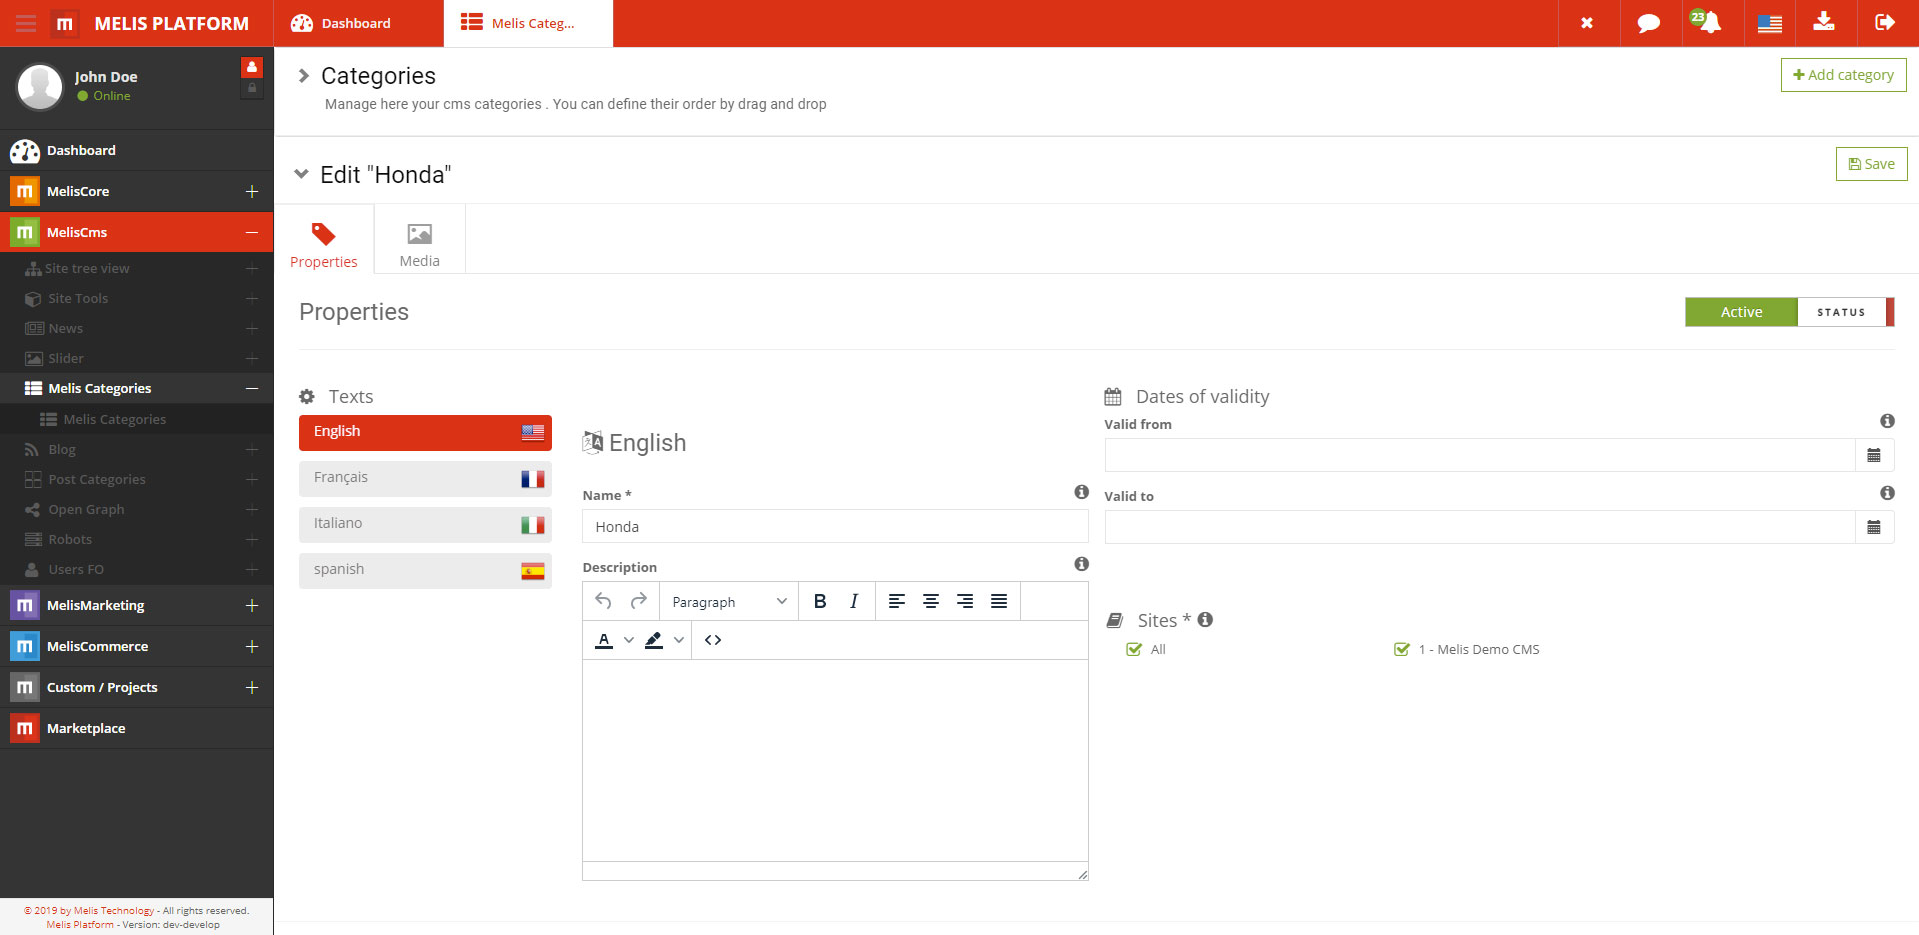 MELIS PLATFORM
Dashboard
Melis Categ...
23
John Doe
Online
Dashboard
MelisCore
MelisCms
Site tree view
Site Tools
News
Slider
Melis Categories
Melis Categories
Blog
Post Categories
Open Graph
Robots
Users FO
MelisMarketing
MelisCommerce
Custom / Projects
Marketplace
© 2019 by Melis Technology - All rights reserved.
Melis Platform - Version: dev-develop
Categories
Add category
Manage here your cms categories . You can define their order by drag and drop
Edit "Honda"
Save
Properties
Media
Properties
Active
STATUS
Texts
English
Français
Italiano
spanish
English
Name *
Honda
Description
Paragraph
B I
A
Dates of validity
Valid from
Valid to
Sites *
All
1 - Melis Demo CMS